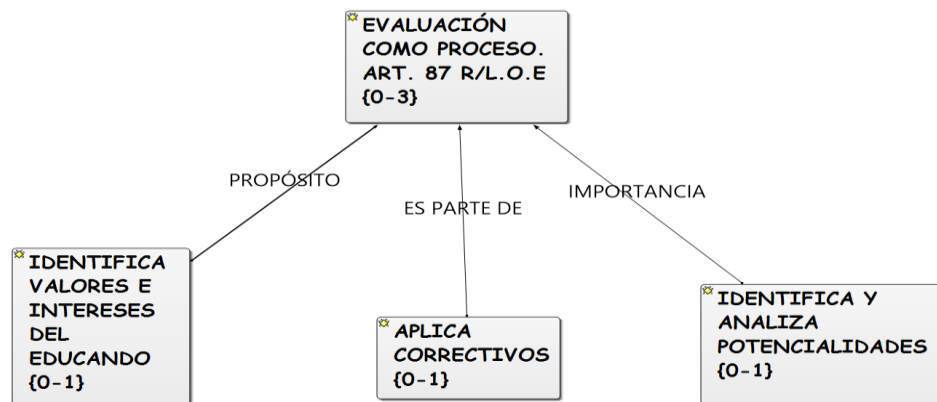 EVALUACIÓN
COMO PROCESO.
ART. 87 R/L.O.E
{0-3}
PROPÓSITO
ES PARTE DE
IMPORTANCIA
IDENTIFICA
VALORES E
INTERESES
DEL
EDUCANDO
{0-1}
APLICA
CORRECTIVOS
{0-1}
IDENTIFICA Y
ANALIZA
POTENCIALIDADES
{0-1}